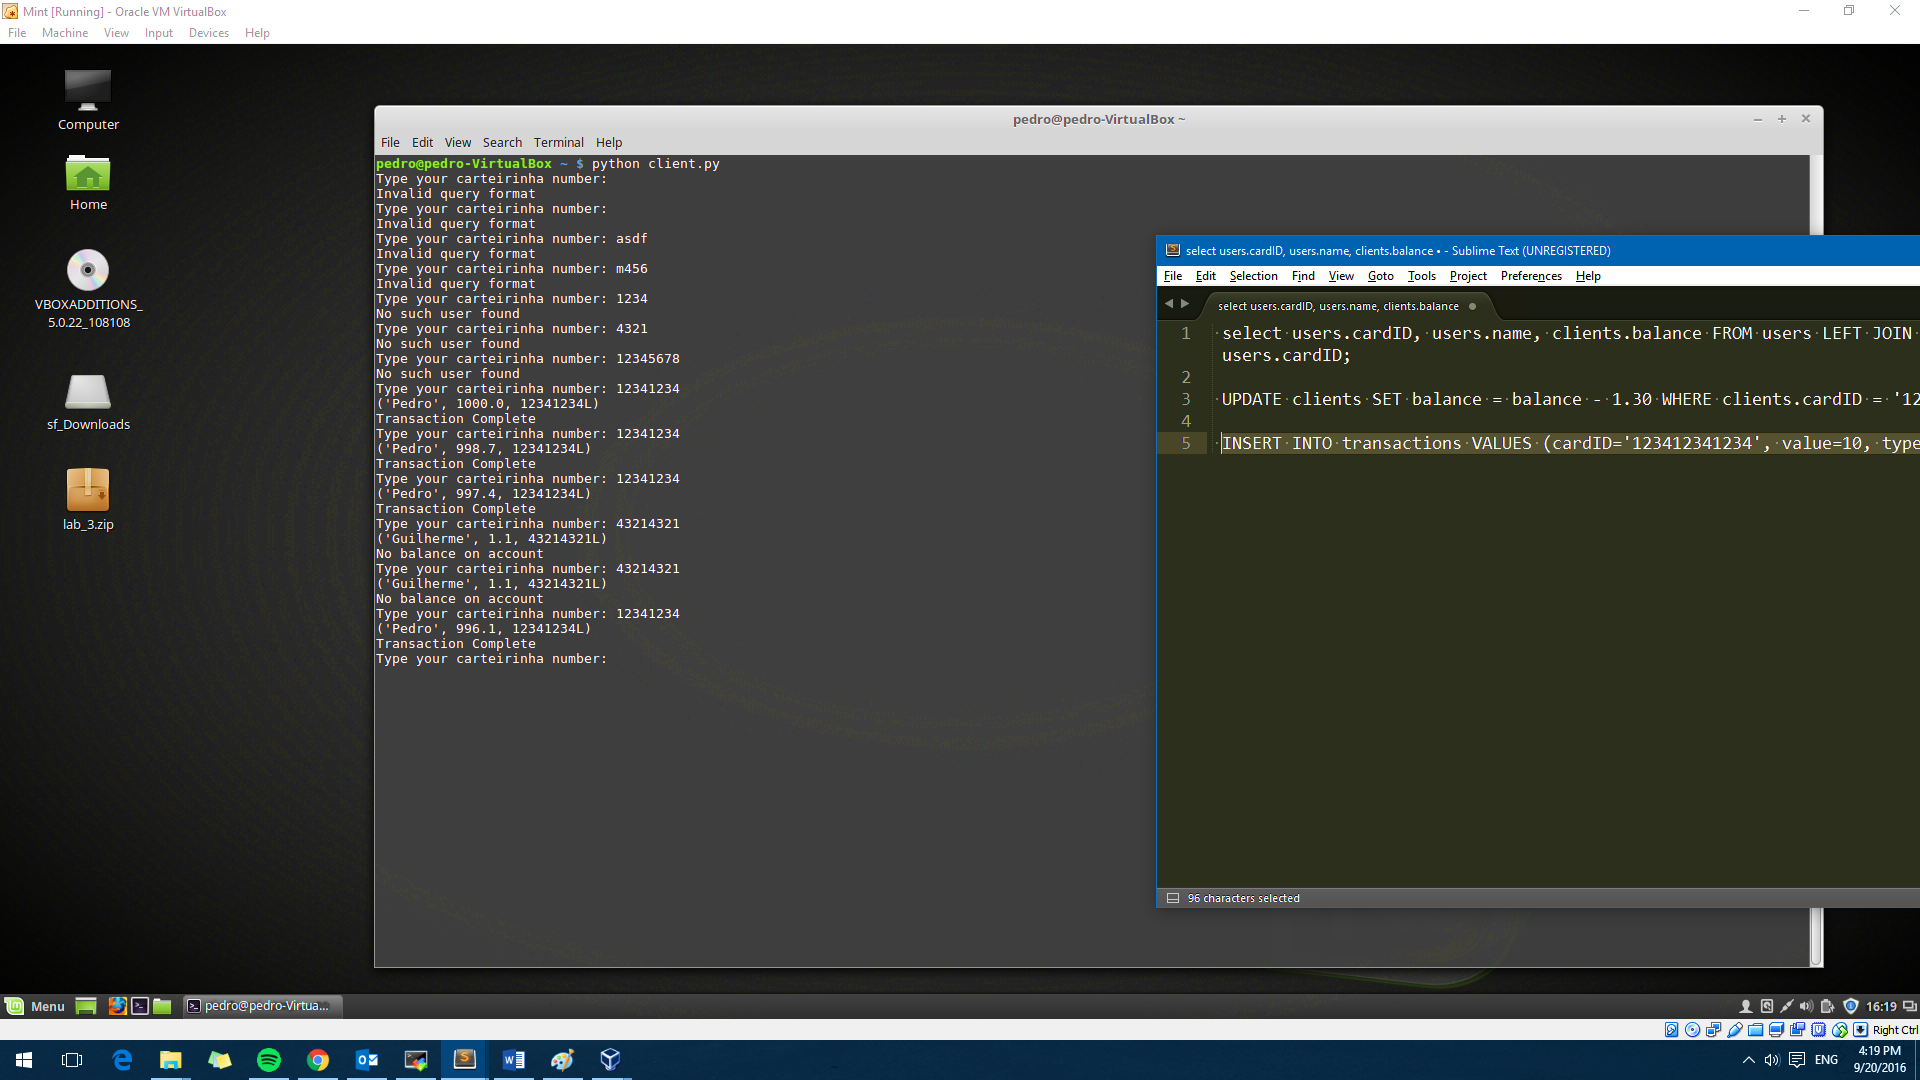 Mint [Running] - Oracle VM VirtualBox
File Machine View Input Devices Help
Computer
Home
VBOXADDITIONS_
5.0.22_108108
sf_Downloads
lab_3.zip
pedro@pedro-VirtualBox ~
File Edit View Search Terminal Help
pedro@pedro-VirtualBox ~ $ python client.py
Type your carteirinha number:
Invalid query format
Type your carteirinha number:
Invalid query format
Type your carteirinha number: asdf
Invalid query format
Type your carteirinha number: m456
Invalid query format
Type your carteirinha number: 1234
No such user found
Type your carteirinha number: 4321
No such user found
Type your carteirinha number: 12345678
No such user found
Type your carteirinha number: 12341234
('Pedro', 1000.0, 12341234L)
Transaction Complete
Type your carteirinha number: 12341234
('Pedro', 998.7, 12341234L)
Transaction Complete
Type your carteirinha number: 12341234
('Pedro', 997.4, 12341234L)
Transaction Complete
Type your carteirinha number: 43214321
('Guilherme', 1.1, 43214321L)
No balance on account
Type your carteirinha number: 43214321
('Guilherme', 1.1, 43214321L)
No balance on account
Type your carteirinha number: 12341234
('Pedro', 996.1, 12341234L)
Transaction Complete
Type your carteirinha number:
select users.cardID, users.name, clients.balance • - Sublime Text (UNREGISTERED)
File Edit Selection Find View Goto Tools Project Preferences Help
select users.cardID, users.name, clients.balance
1 select users.cardID, users.name, clients.balance FROM users LEFT JOIN
users.cardID;
2
3 UPDATE clients SET balance = balance - 1.30 WHERE clients.cardID = '12
4
5 INSERT INTO transactions VALUES (cardID='123412341234', value=10, type
96 characters selected
Menu
pedro@pedro-Virtua...
16:19
Right Ctrl
ENG
4:19 PM
9/20/2016